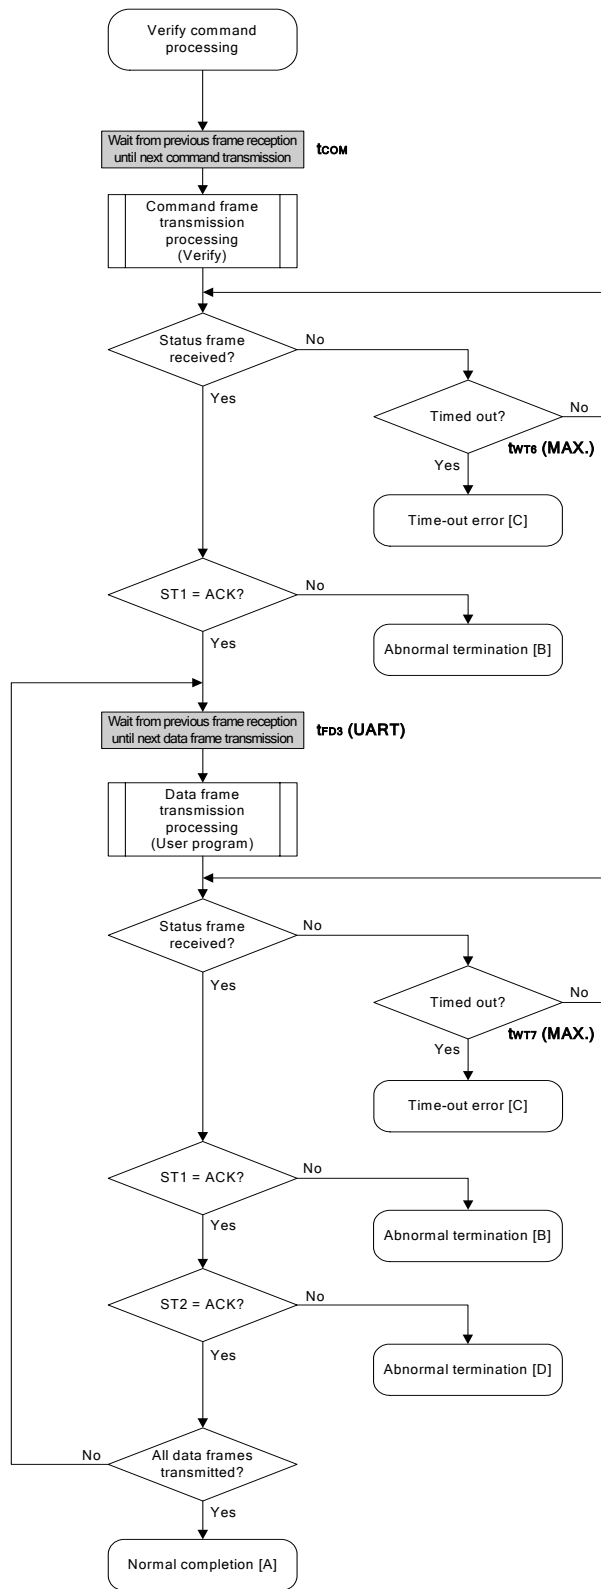 Verify command
processing
Wait from previous frame reception
until next command transmission
tCOM
Command frame
transmission
processing
(Verify)
Status frame
received?
No
Yes
Timed out?
No
tWT6 (MAX.)
Yes
Time-out error [C]
ST1 = ACK?
No
Yes
Abnormal termination [B]
Wait from previous frame reception
until next data frame transmission
tFD3 (UART)
Data frame
transmission
processing
(User program)
Status frame
received?
No
Yes
Timed out?
No
tWT7 (MAX.)
Yes
Time-out error [C]
ST1 = ACK?
No
Yes
Abnormal termination [B]
ST2 = ACK?
No
Yes
Abnormal termination [D]
No
All data frames
transmitted?
Yes
Normal completion [A]